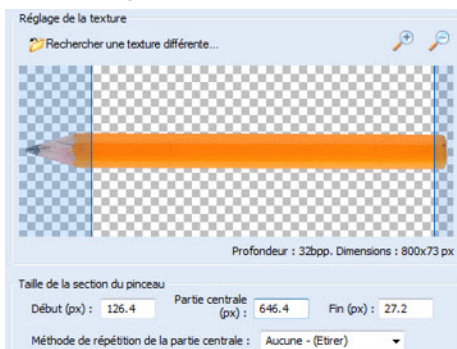 Réglage de la texture
Rechercher une texture différente...
Profondeur : 32bpp. Dimensions : 800x73 px
Taille de la section du pinceau
Début (px) : 126.4 Partie centrale (px) : 646.4 Fin (px) : 27.2
Méthode de répétition de la partie centrale : Aucune - (Etirer)